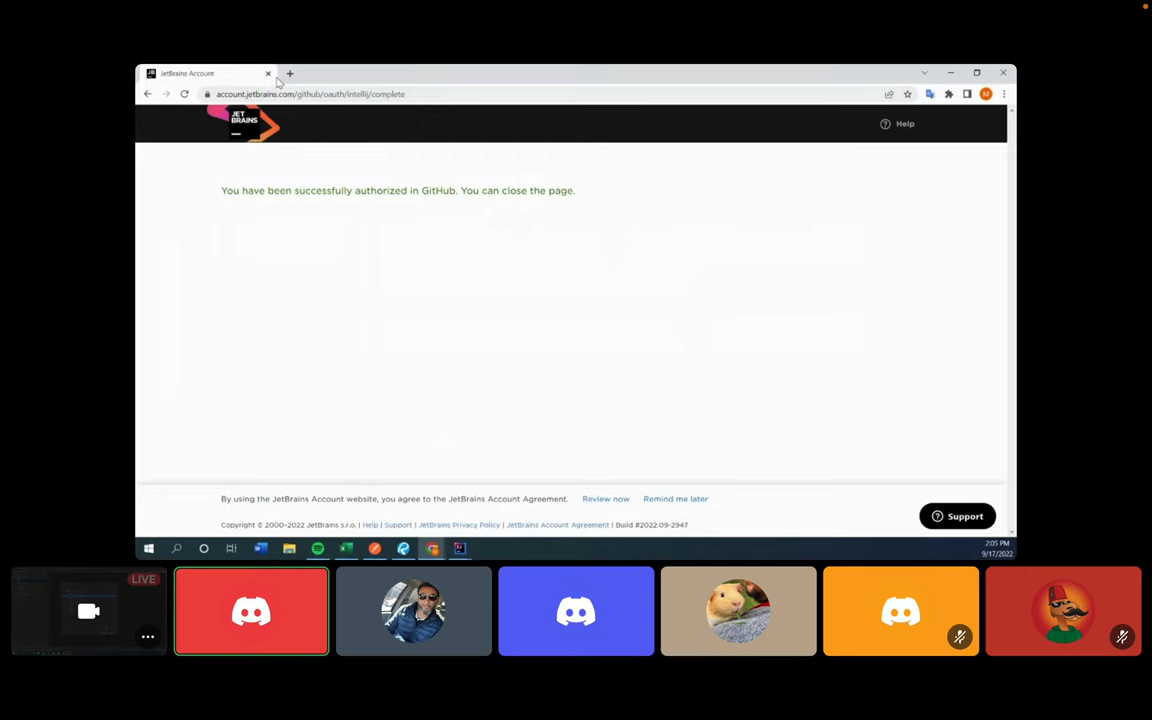 JetBrains Account
account.jetbrains.com/github/oauth/intellij/complete
M
JET
BRAINS
Help
You have been successfully authorized in GitHub. You can close the page.
By using the JetBrains Account website, you agree to the JetBrains Account Agreement. Review now Remind me later
Support
Copyright © 2000-2022 JetBrains s.r.o. | Help | Support | JetBrains Privacy Policy | JetBrains Account Agreement | Build #2022.09-2947
2:05 PM
9/17/2022
LIVE